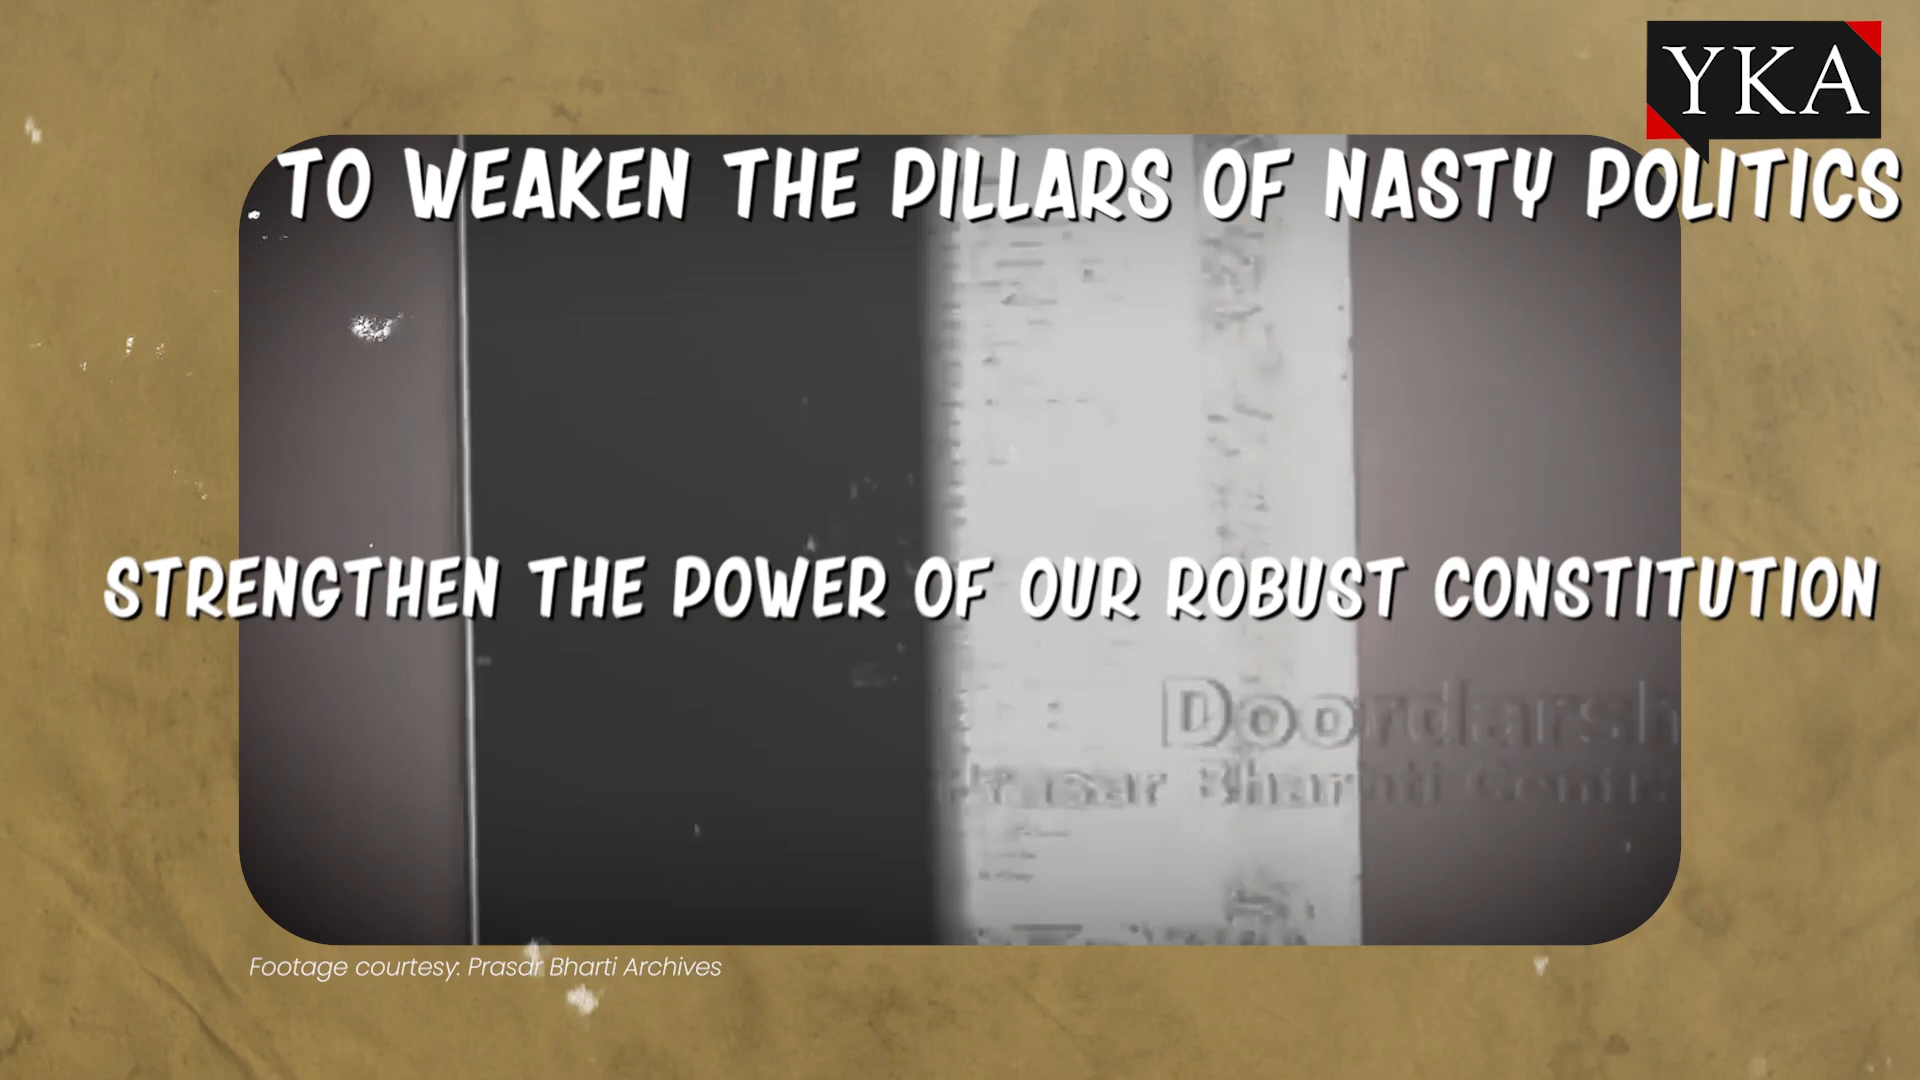 YKA
TO WEAKEN THE PILLARS OF NASTY POLITICS
STRENGTHEN THE POWER OF OUR ROBUST CONSTITUTION
Doordarsh
Footage courtesy: Prasar Bharti Archives